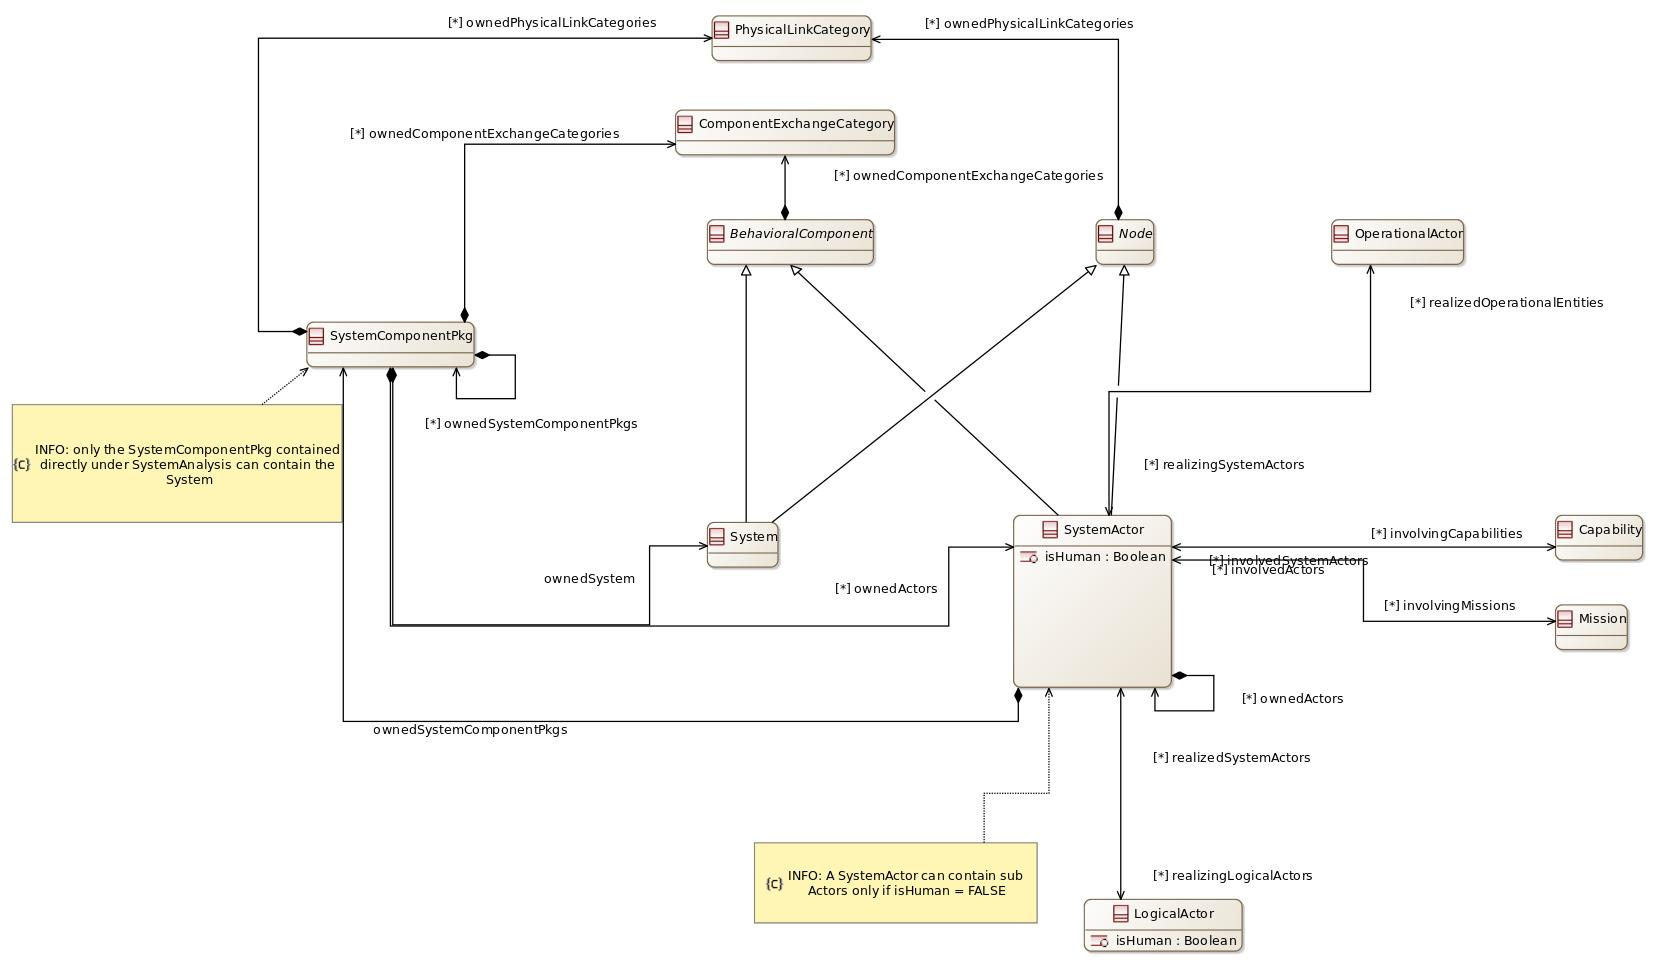 [*] ownedPhysicalLinkCategories
[*] ownedPhysicalLinkCategories
PhysicalLinkCategory
ComponentExchangeCategory
[*] ownedComponentExchangeCategories
[*] ownedComponentExchangeCategories
BehavioralComponent
Node
OperationalActor
[*] realizedOperationalEntities
SystemComponentPkg
[*] ownedSystemComponentPkgs
INFO: only the SystemComponentPkg contained
directly under SystemAnalysis can contain the
System
{c}
[*] realizingSystemActors
System
SystemActor
isHuman : Boolean
[*] involvingCapabilities
Capability
[*] involvedSystemActors
[*] involvedActors
ownedSystem
[*] ownedActors
[*] involvingMissions
Mission
[*] ownedActors
ownedSystemComponentPkgs
[*] realizedSystemActors
INFO: A SystemActor can contain sub
Actors only if isHuman = FALSE
{c}
[*] realizingLogicalActors
LogicalActor
isHuman : Boolean